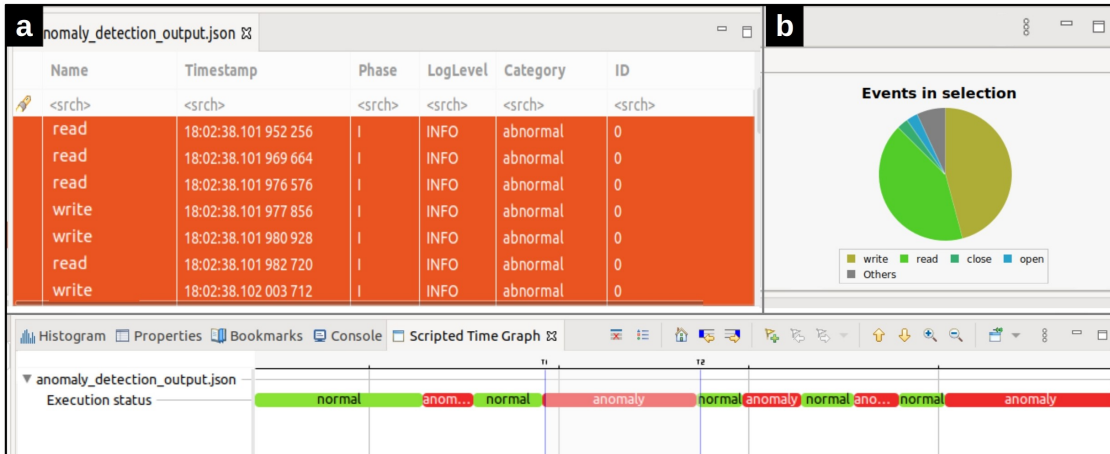 a
nomaly_detection_output.json
Name Timestamp Phase LogLevel Category ID
<srch> <srch> <srch> <srch> <srch> <srch>
read 18:02:38.101 952 256 I INFO abnormal 0
read 18:02:38.101 969 664 I INFO abnormal 0
read 18:02:38.101 976 576 I INFO abnormal 0
write 18:02:38.101 977 856 I INFO abnormal 0
write 18:02:38.101 980 928 I INFO abnormal 0
read 18:02:38.101 982 720 I INFO abnormal 0
write 18:02:38.102 003 712 I INFO abnormal 0
b
Events in selection
write read close open
Others
Histogram Properties Bookmarks Console Scripted Time Graph
T1 T2
anomaly_detection_output.json
Execution status normal anom... normal anomaly normal anomaly normal ano... normal anomaly